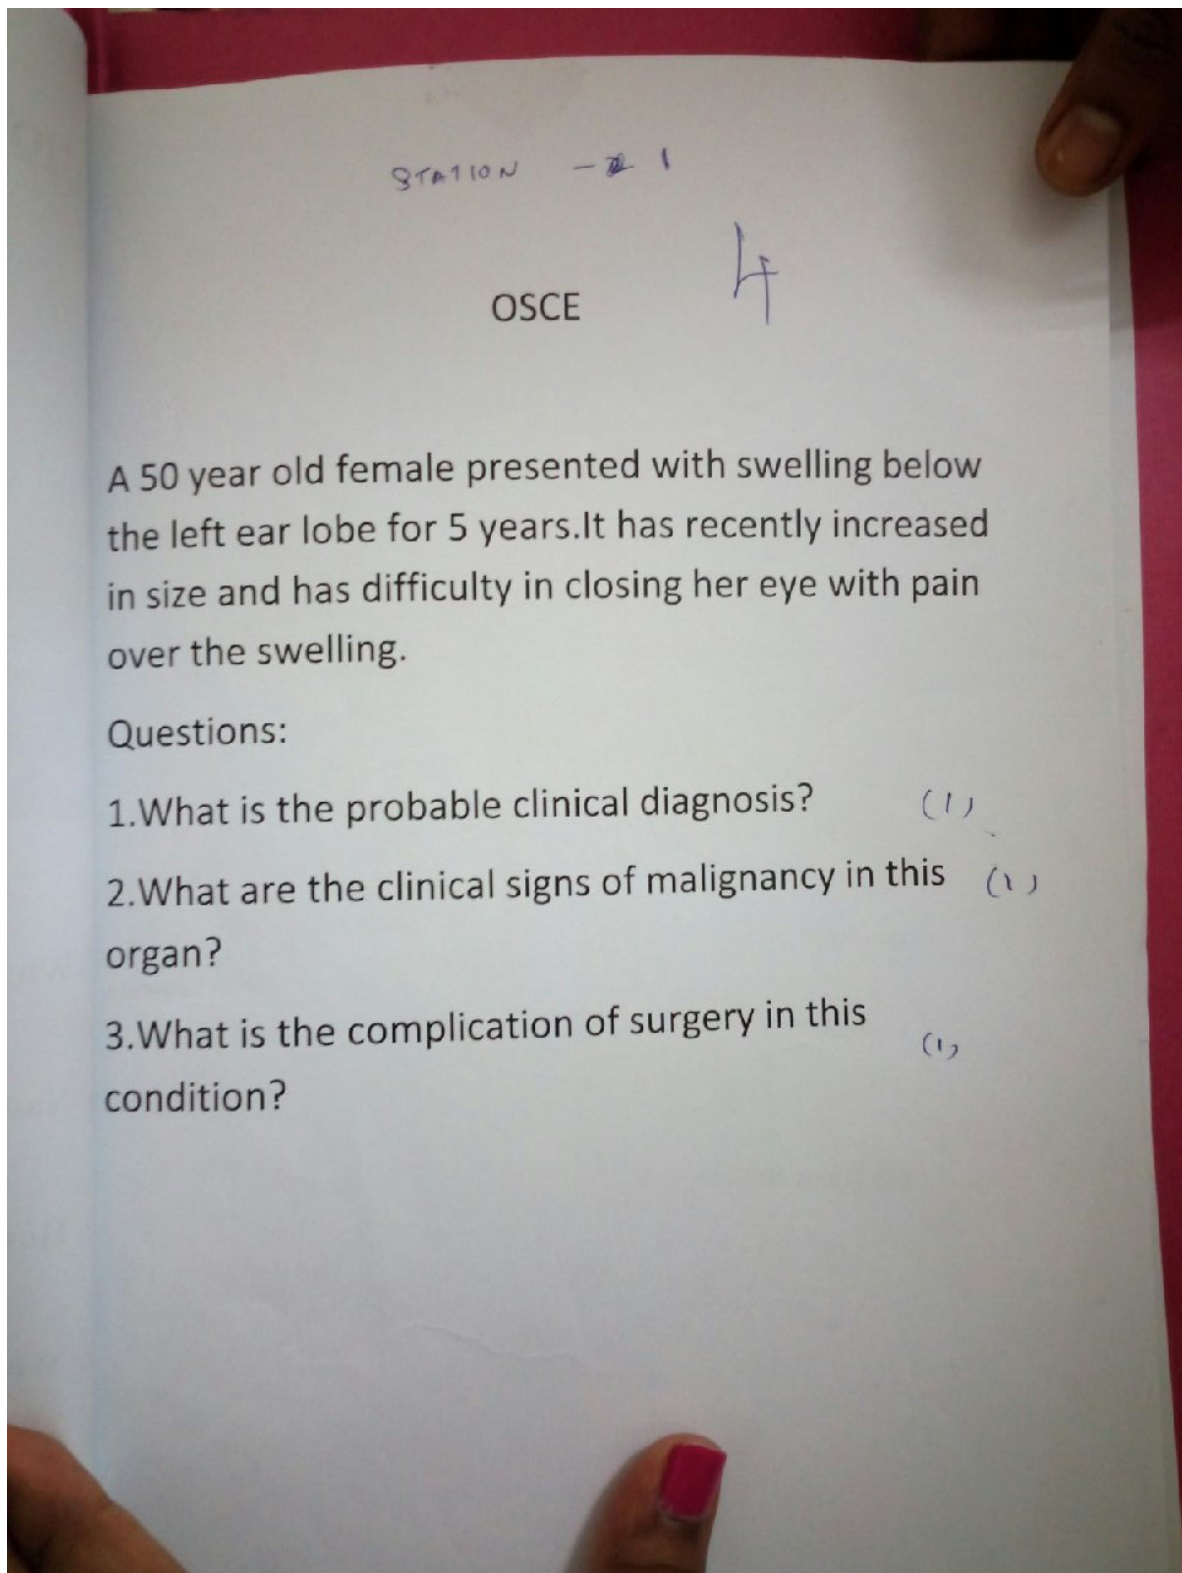 STATION - 1
4
OSCE
A 50 year old female presented with swelling below
the left ear lobe for 5 years.It has recently increased
in size and has difficulty in closing her eye with pain
over the swelling.
Questions:
1.What is the probable clinical diagnosis? (1)
2.What are the clinical signs of malignancy in this (1)
organ?
3.What is the complication of surgery in this (1)
condition?